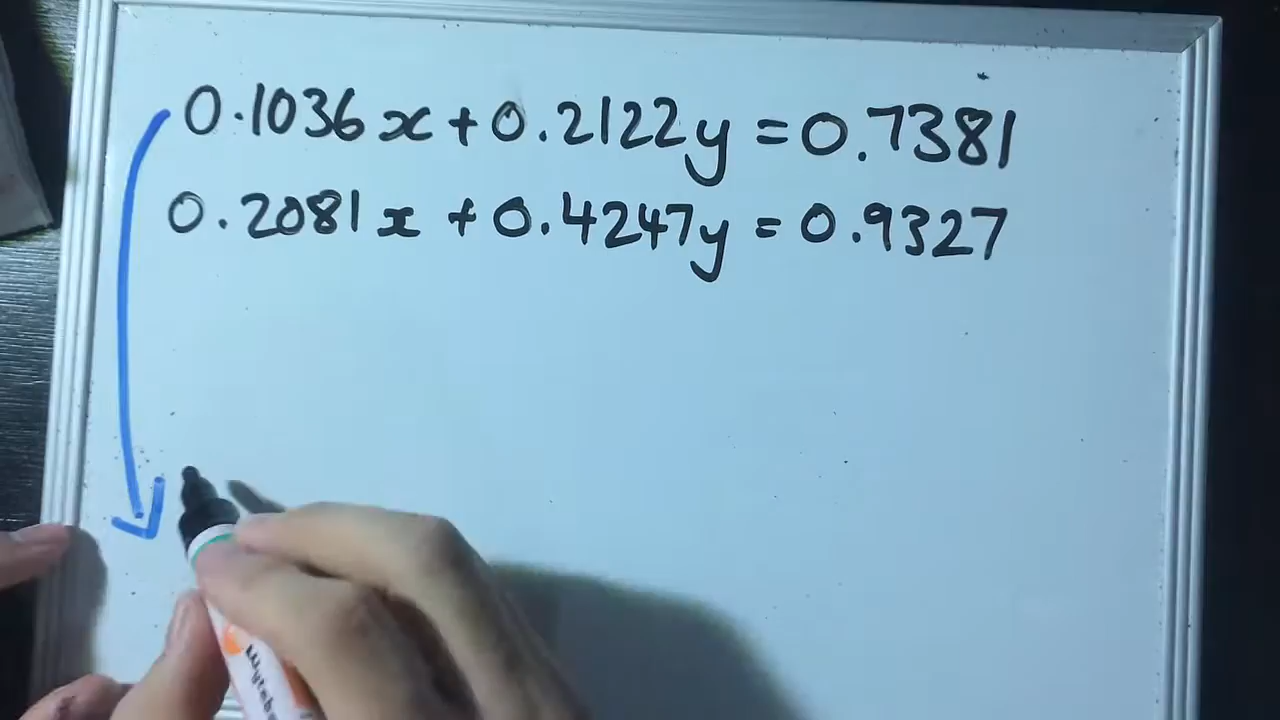 0.1036x + 0.2122y = 0.7381
0.2081x + 0.4247y = 0.9327